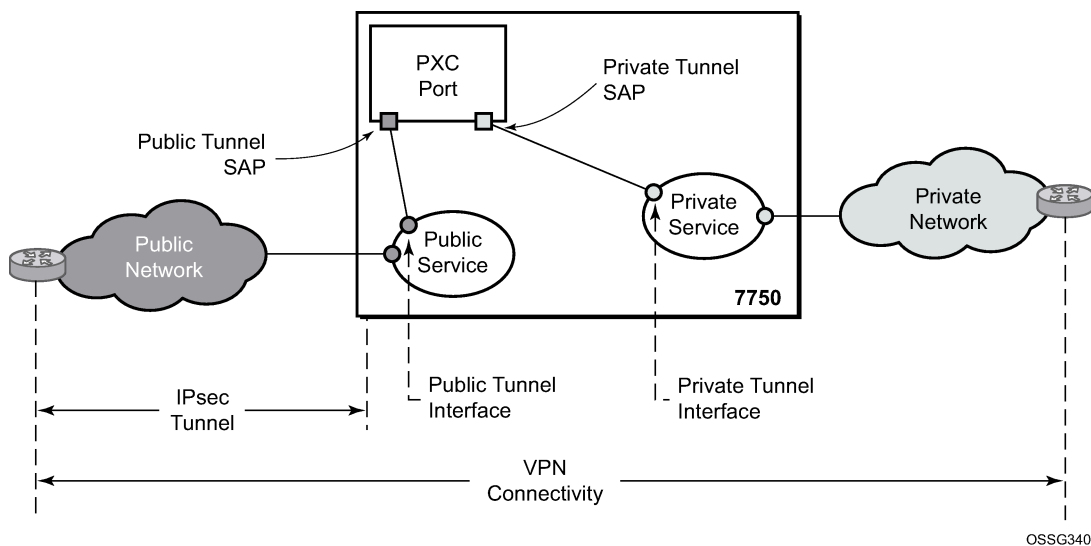 PXC
Port
Private Tunnel
SAP
Public Tunnel
SAP
Public
Network
Public
Service
Private
Service
Private
Network
7750
IPsec
Tunnel
Public Tunnel
Interface
Private Tunnel
Interface
VPN
Connectivity
OSSG340